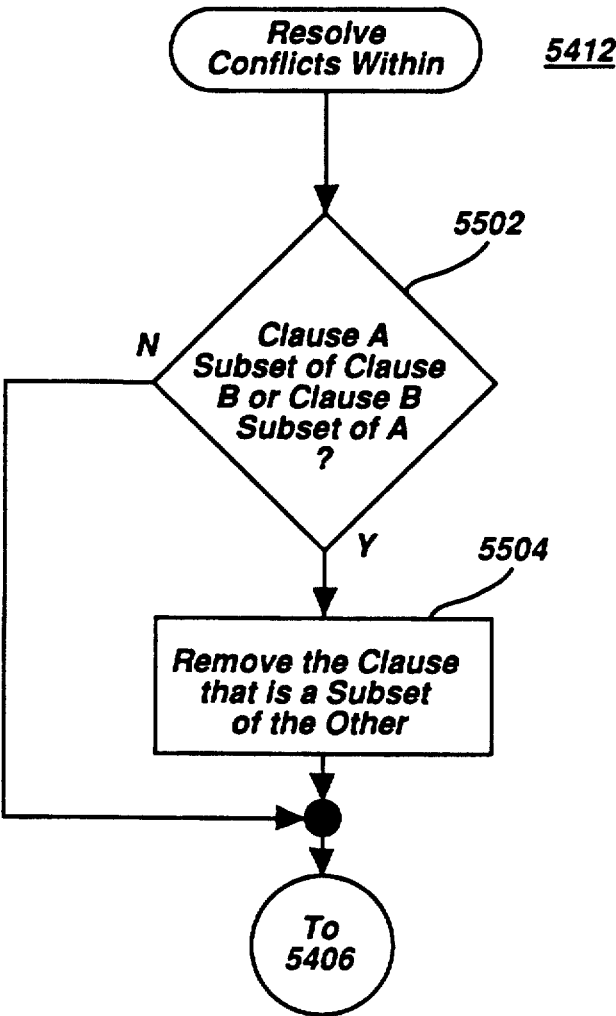 Resolve
Conflicts Within
5412
5502
Clause A
Subset of Clause
B or Clause B
Subset of A
?
N
Y
5504
Remove the Clause
that is a Subset
of the Other
To
5406